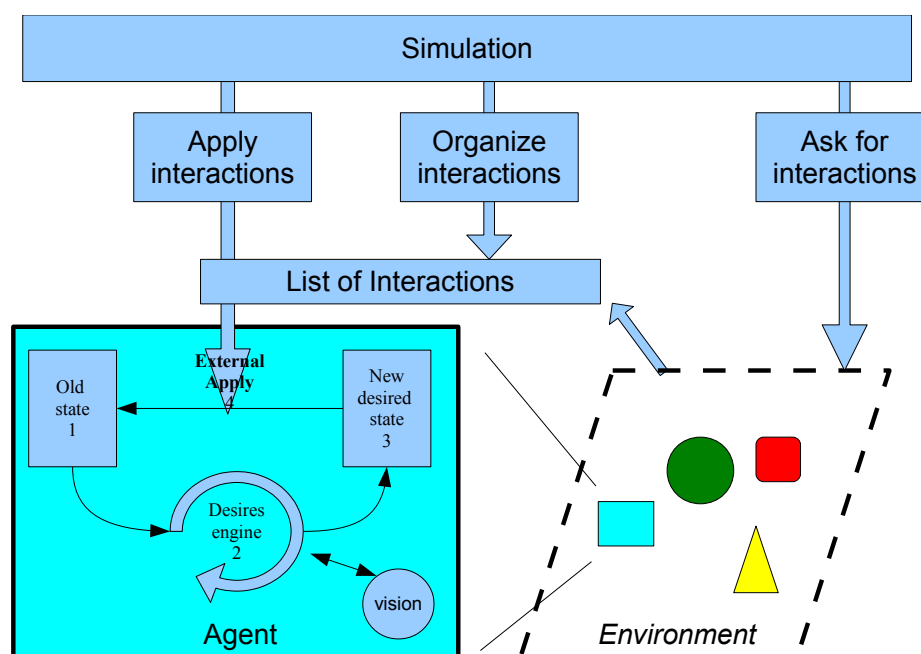 Simulation
Apply
interactions
Organize
interactions
Ask for
interactions
List of Interactions
External
Apply
4
Old
state
1
New
desired
state
3
Desires
engine
2
vision
Agent
Environment